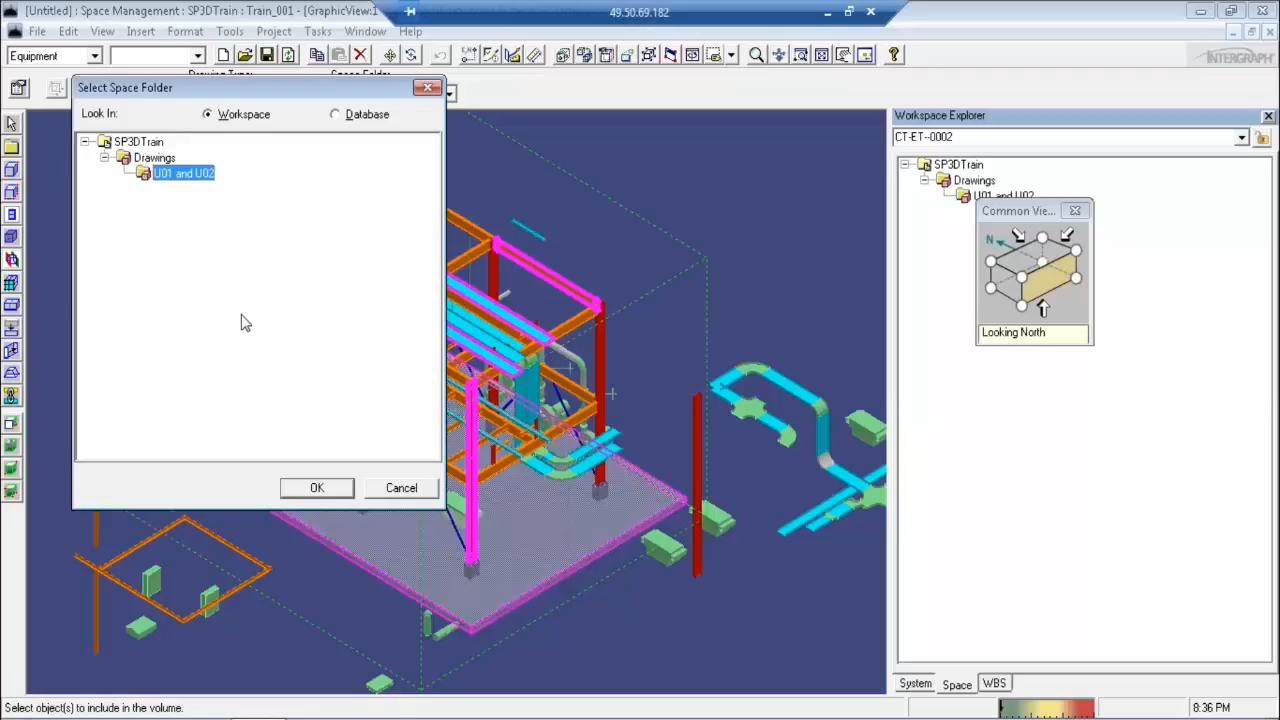 [Untitled] : Space Management : SP3DTrain : Train_001 - [GraphicView:1
49.50.69.182
File Edit View Insert Format Tools Project Tasks Window Help
Equipment
INTERGRAPH
Select Space Folder
Look In: Workspace Database
SP3DTrain
Drawings
U01 and U02
OK Cancel
Workspace Explorer
CT-ET--0002
SP3DTrain
Drawings
U01 and U02
Common Vie...
N
Looking North
System Space WBS
Select object(s) to include in the volume.
8:36 PM